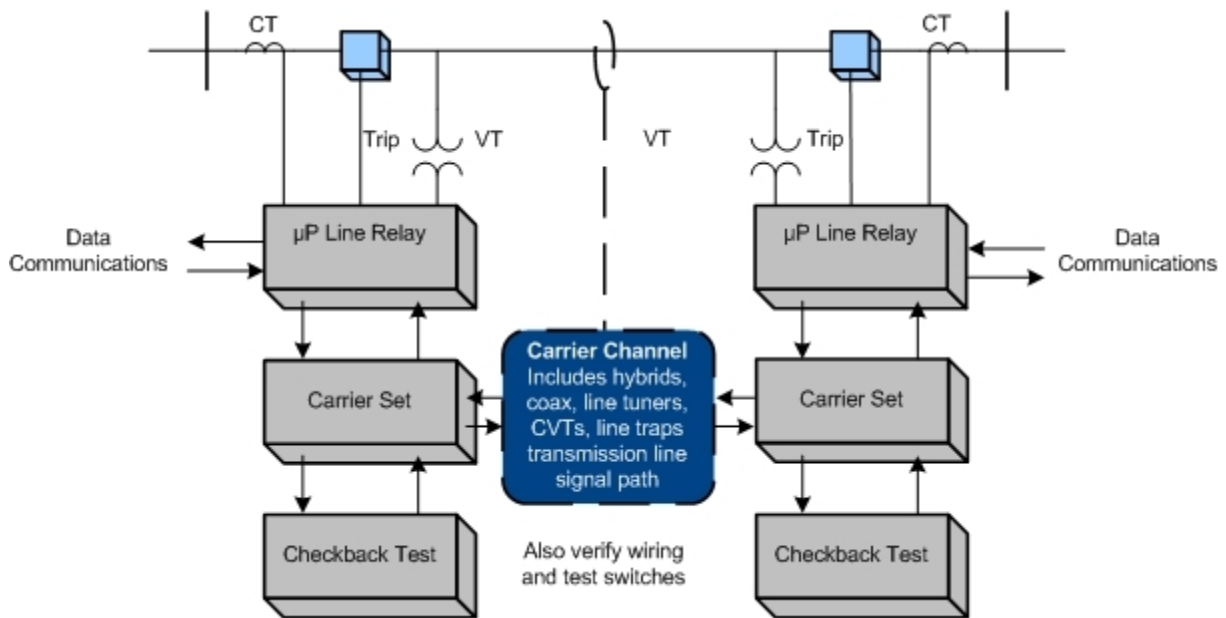 CT
CT
Trip
VT
VT
Trip
µP Line Relay
µP Line Relay
Data
Communications
Data
Communications
Carrier Channel
Includes hybrids,
coax, line tuners,
CVTs, line traps
transmission line
signal path
Carrier Set
Carrier Set
Checkback Test
Also verify wiring
and test switches
Checkback Test